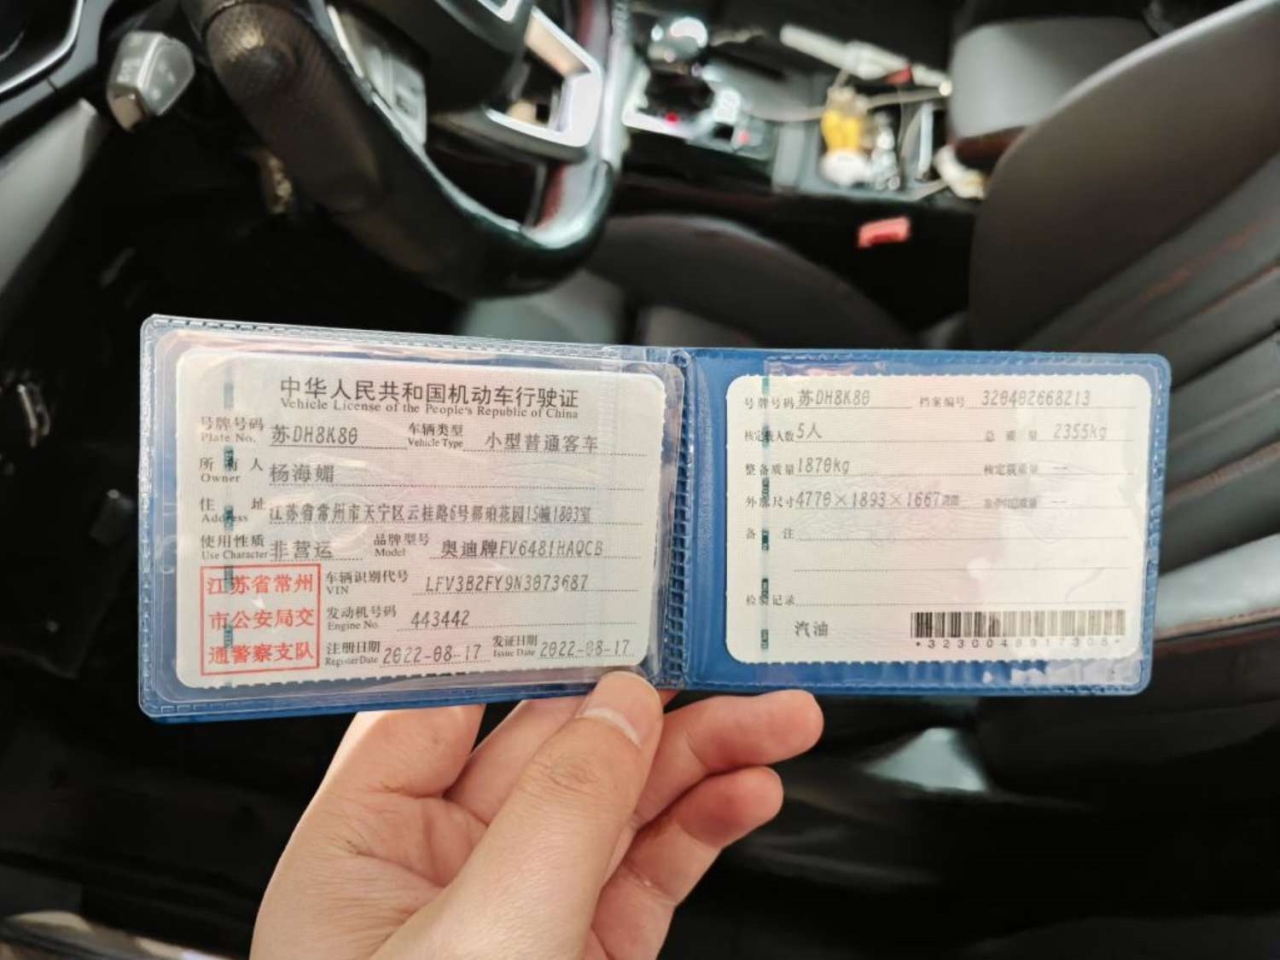 中华人民共和国机动车行驶证
Vehicle License of the People's Republic of China
号牌号码 苏DH8K80 车辆类型 小型普通客车
Plate No. Vehicle Type
所有人 杨海媚
Owner
住址 江苏省常州市天宁区云桂路6号郡琅花园15幢1803室
Address
使用性质 非营运 品牌型号 奥迪牌FV6481HAQCB
Use Character Model
江苏省常州
市公安局交
通警察支队
车辆识别代号 LFV3B2FY9N3073687
VIN
发动机号码 443442
Engine No.
注册日期 2022-08-17 发证日期 2022-08-17
Register Date Issue Date
号牌号码 苏DH8K80 档案编号 320402668213
核定载人数 5人 总质量 2355kg
整备质量 1870kg 核定载质量 --
外廓尺寸 4770×1893×1667mm 准牵引总质量 --
备注
检验记录
汽油